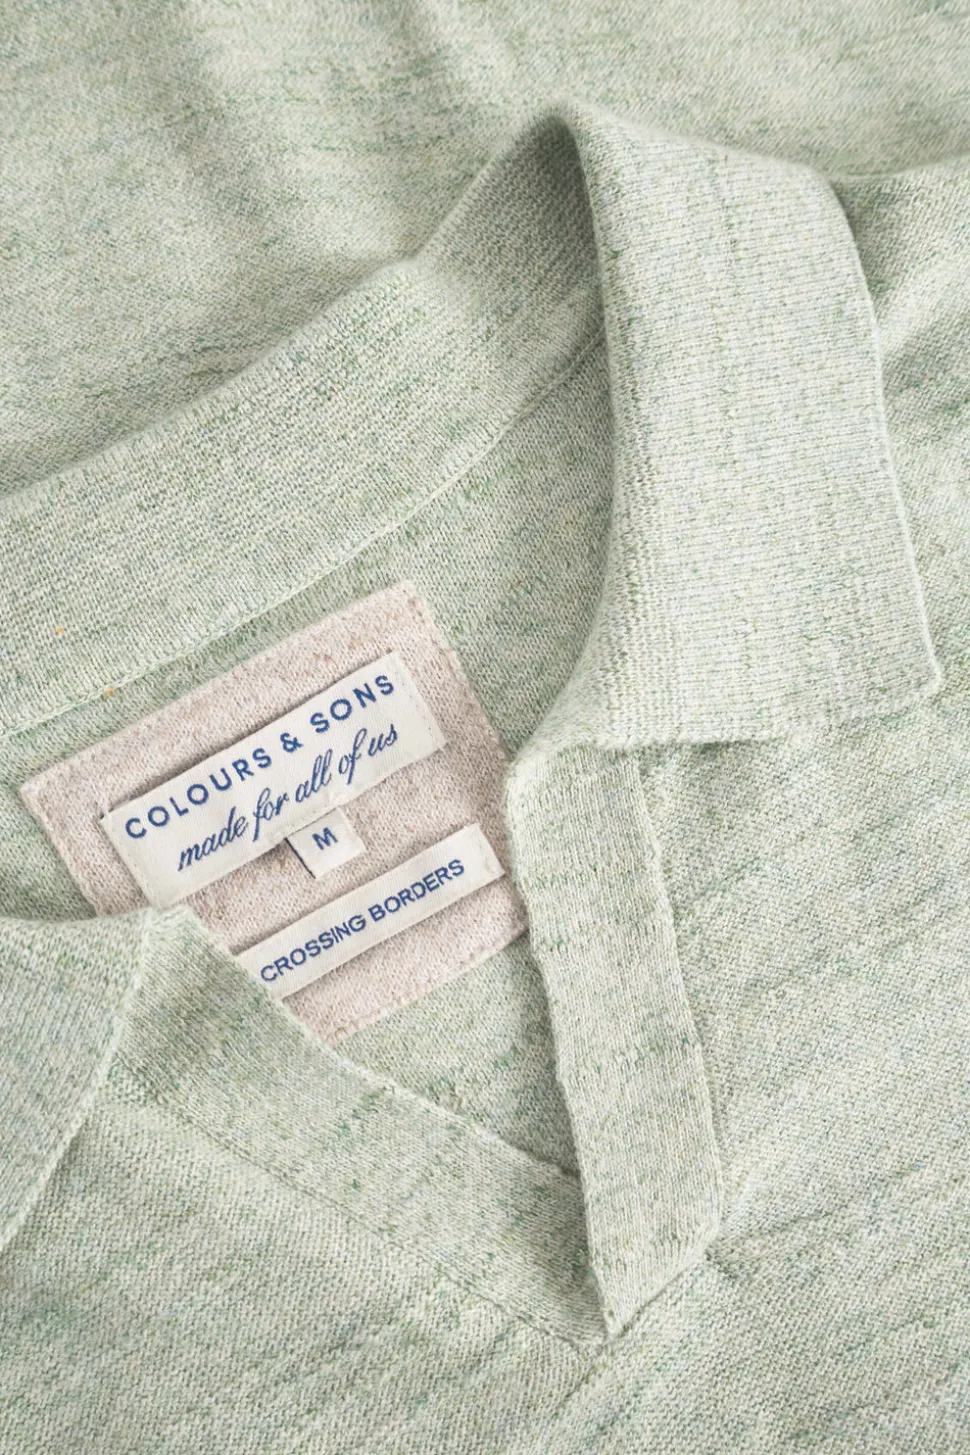 COLOURS & SONS
made for all of us
M
CROSSING BORDERS